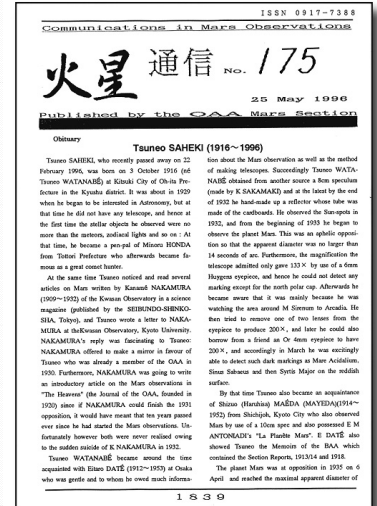 ISSN 0917-7388
Communications in Mars Observations
火星通信 No. 175
25 May 1996
Published by the OAA Mars Section
Obituary
Tsuneo SAHEKI (1916~1996)
Tsuneo SAHEKI, who recently passed away on 22
February 1996, was born on 3 October 1916 (né
Tsuneo WATANABÊ) at Kitsuki City of Oh-ita Pre-
fecture in the Kyushu district. It was about in 1929
when he began to be interested in Astronomy, but at
that time he did not have any telescope, and hence at
the first time the stellar objects he observed were no
more than the meteors, zodiacal lights and so on : At
that time, he became a pen-pal of Minoru HONDA
from Tottori Prefecture who afterwards became fa-
mous as a great comet hunter.
At the same time Tsuneo NAGAKI read several
articles on Mars written by Kanamê NAKAMURA
(1909~1932) of the Kwasan Observatory in a science
magazine (published by the SEIBUNDO-SHINKO-
SHA, Tokyo), and Tsuneo wrote a letter to NAKA-
MURA at theKwasan Observatory, Kyoto University.
NAKAMURA's reply was fascinating to Tsuneo:
NAKAMURA offered to make a mirror in favour of
Tsuneo who was already a member of the OAA in
1930. Furthermore, NAKAMURA was going to write
an introductory article on the Mars observations in
"The Heavens" (the Journal of the OAA, founded in
1920) since if NAKAMURA could finish the 1931
opposition, it would have meant that ten years passed
ever since he had started the Mars observations. Un-
fortunately however both were never realised owing
to the sudden suicide of K NAKAMURA in 1932.
Tsuneo WATANABÊ became around the time
acquainted with Eitaro DATÊ (1912~1953) at Osaka
who was gentle and to whom he owed much informa-
tion about the Mars observation as well as the method
of making telescopes. Succeedingly Tsuneo WATA-
NABÊ obtained from another source a 8cm speculum
(made by K SAKAMAKI) and at the latest by the end
of 1932 he hand-made up a reflector whose tube was
made of the cardboards. He observed the Sun-spots in
1932, and from the beginning of 1933 he began to
observe the planet Mars. This was an aphelic opposi-
tion so that the apparent diameter was no larger than
14 seconds of arc. Furthermore, the magnification the
telescope admitted only gave 133× by use of a 6mm
Huygens eyepiece, and hence he could not detect any
marking except for the north polar cap. Afterwards he
became aware that it was mainly because he was
watching the area around M Sirenum to Arcadia. He
then tried to remove one of two lenses from the
eyepiece to produce 200×, and later he could also
borrow from a friend an Or 4mm eyepiece to have
200×, and accordingly in March he was excitingly
able to detect such dark markings as Mare Acidalium,
Sinus Sabaeus and then Syrtis Major on the reddish
surface.
By that time Tsuneo also became an acquaintance
of Shizuo (Haruhisa) MAÊDA (MAYEDA)(1914~
1952) from Shichijoh, Kyoto City who also observed
Mars by use of a 10cm spec and also possessed E M
ANTONIADI's "La Planête Mars". E DATÊ also
showed Tsuneo the Memoirs of the BAA which
contained the Section Reports, 1913/14 and 1918.
The planet Mars was at opposition in 1935 on 6
April and reached the maximal apparent diameter of
1839